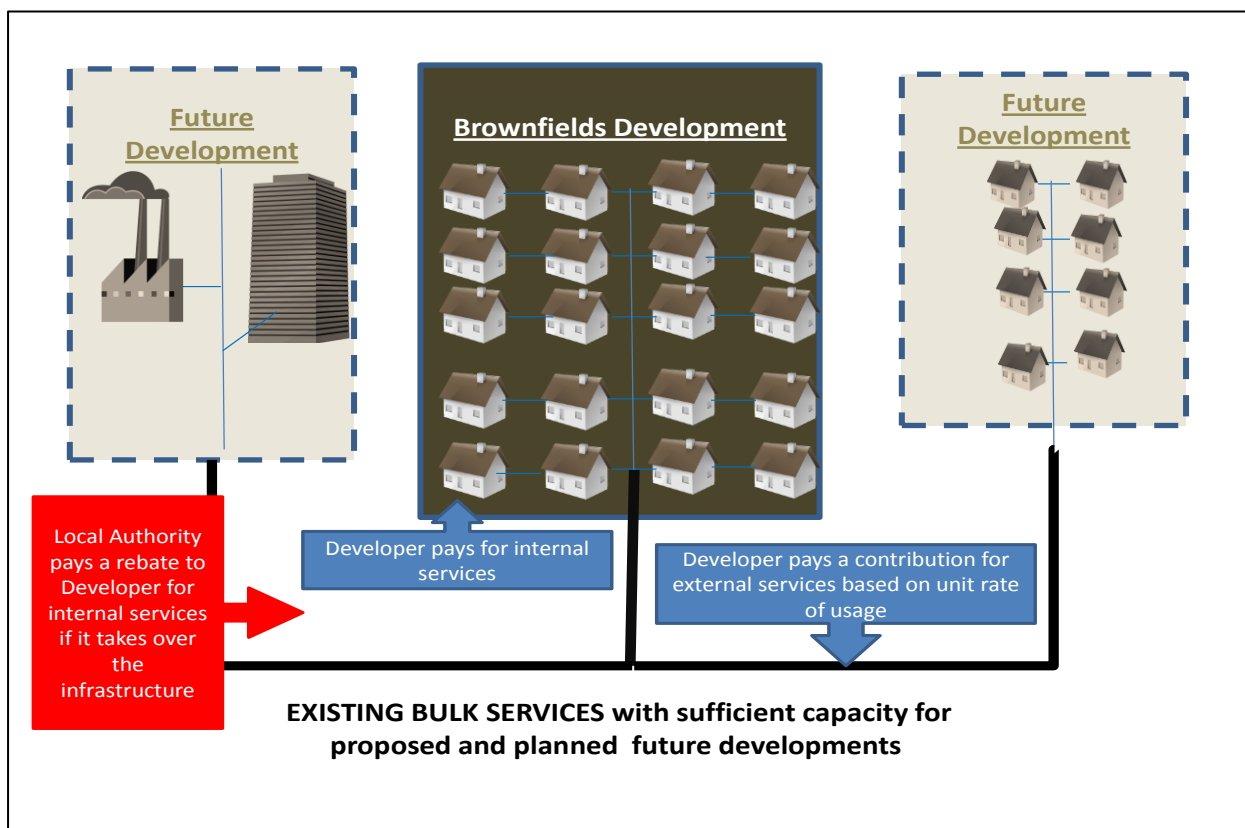 Future
Development
Brownfields Development
Future
Development
Local Authority
pays a rebate to
Developer for
internal services
if it takes over
the
infrastructure
Developer pays for internal
services
Developer pays a contribution for
external services based on unit rate
of usage
EXISTING BULK SERVICES with sufficient capacity for
proposed and planned future developments